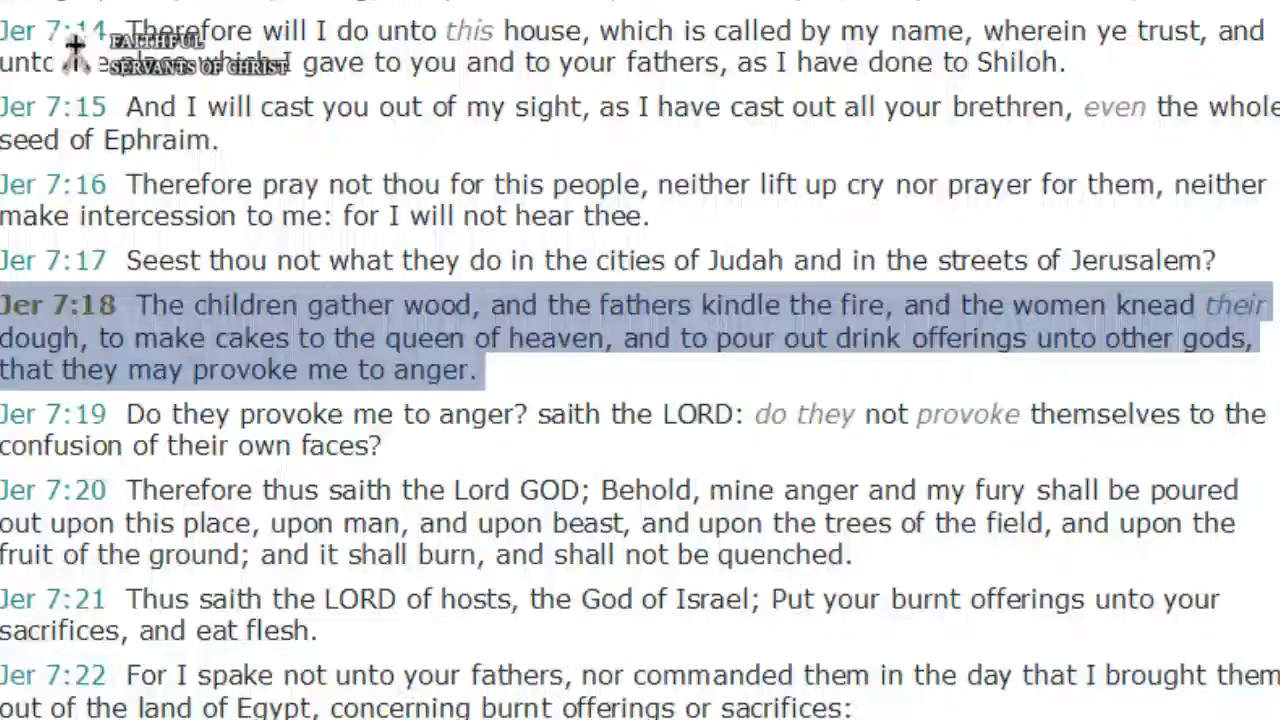 Jer 7:14 Therefore will I do unto this house, which is called by my name, wherein ye trust, and
unto I gave to you and to your fathers, as I have done to Shiloh.
FAITHFUL
SERVANTS OF CHRIST
Jer 7:15 And I will cast you out of my sight, as I have cast out all your brethren, even the whole
seed of Ephraim.
Jer 7:16 Therefore pray not thou for this people, neither lift up cry nor prayer for them, neither
make intercession to me: for I will not hear thee.
Jer 7:17 Seest thou not what they do in the cities of Judah and in the streets of Jerusalem?
Jer 7:18 The children gather wood, and the fathers kindle the fire, and the women knead their
dough, to make cakes to the queen of heaven, and to pour out drink offerings unto other gods,
that they may provoke me to anger.
Jer 7:19 Do they provoke me to anger? saith the LORD: do they not provoke themselves to the
confusion of their own faces?
Jer 7:20 Therefore thus saith the Lord GOD; Behold, mine anger and my fury shall be poured
out upon this place, upon man, and upon beast, and upon the trees of the field, and upon the
fruit of the ground; and it shall burn, and shall not be quenched.
Jer 7:21 Thus saith the LORD of hosts, the God of Israel; Put your burnt offerings unto your
sacrifices, and eat flesh.
Jer 7:22 For I spake not unto your fathers, nor commanded them in the day that I brought them
out of the land of Egypt, concerning burnt offerings or sacrifices: